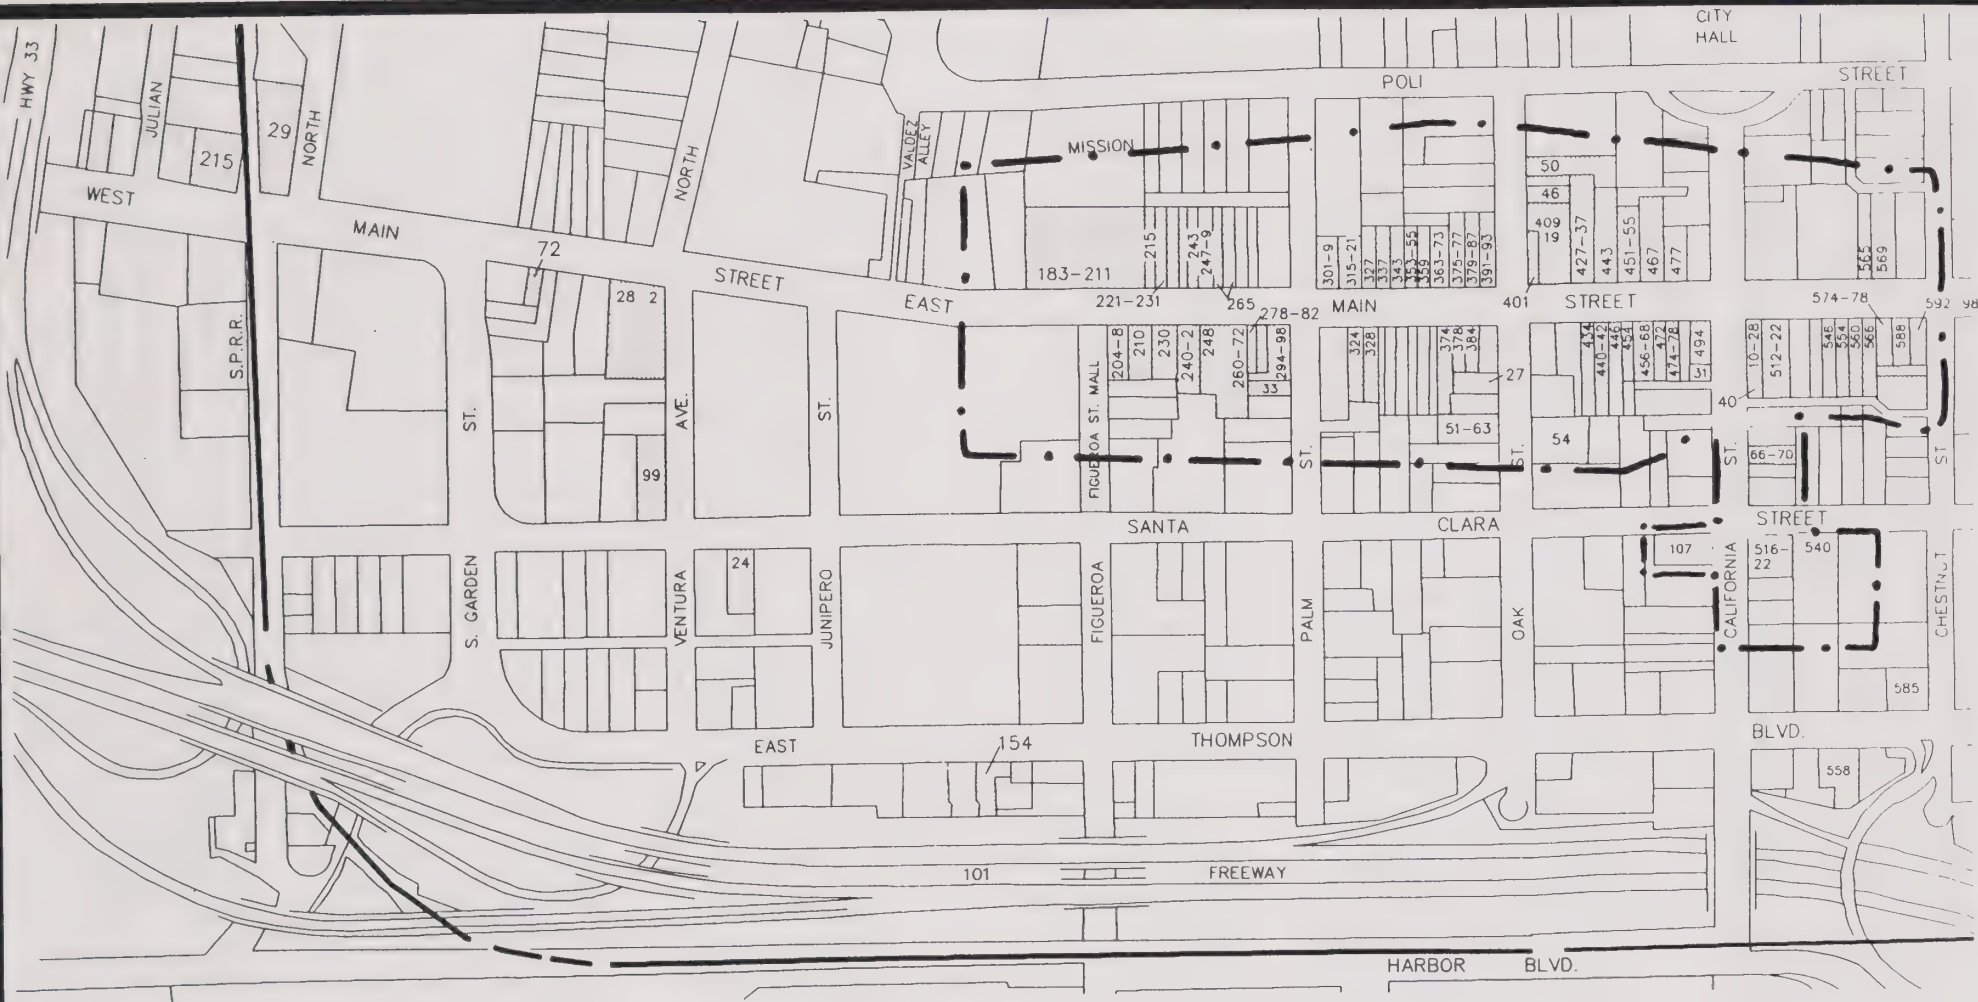 CITY
HALL
HWY 33
JULIAN
NORTH
NORTH
VALDEZ
ALLEY
POLI
STREET
215
29
MISSION
50
46
409
19
WEST
MAIN
STREET
EAST
MAIN
STREET
72
28 2
183-211
215
243
247-9
221-231
265
278-82
301-9
315-21
327
337
343
353-55
359
363-73
375-77
379-87
391-93
401
427-37
443
451-55
467
477
565
569
574-78
592 98
S.P.R.R.
204-8
210
230
240-2
248
260-72
294-98
33
324
328
374
378
384
27
51-63
434
440-42
446
454
456-68
472
474-78
494
31
54
10-28
512-22
40
546
554
560
566
588
66-70
ST.
AVE.
99
ST.
FIGUEROA ST. MALL
ST.
ST.
ST.
ST
SANTA
CLARA
STREET
S. GARDEN
VENTURA
24
JUNIPERO
FIGUEROA
PALM
OAK
107
CALIFORNIA
516-
22
540
CHESTNUT
585
EAST
154
THOMPSON
BLVD.
558
101
FREEWAY
HARBOR
BLVD.